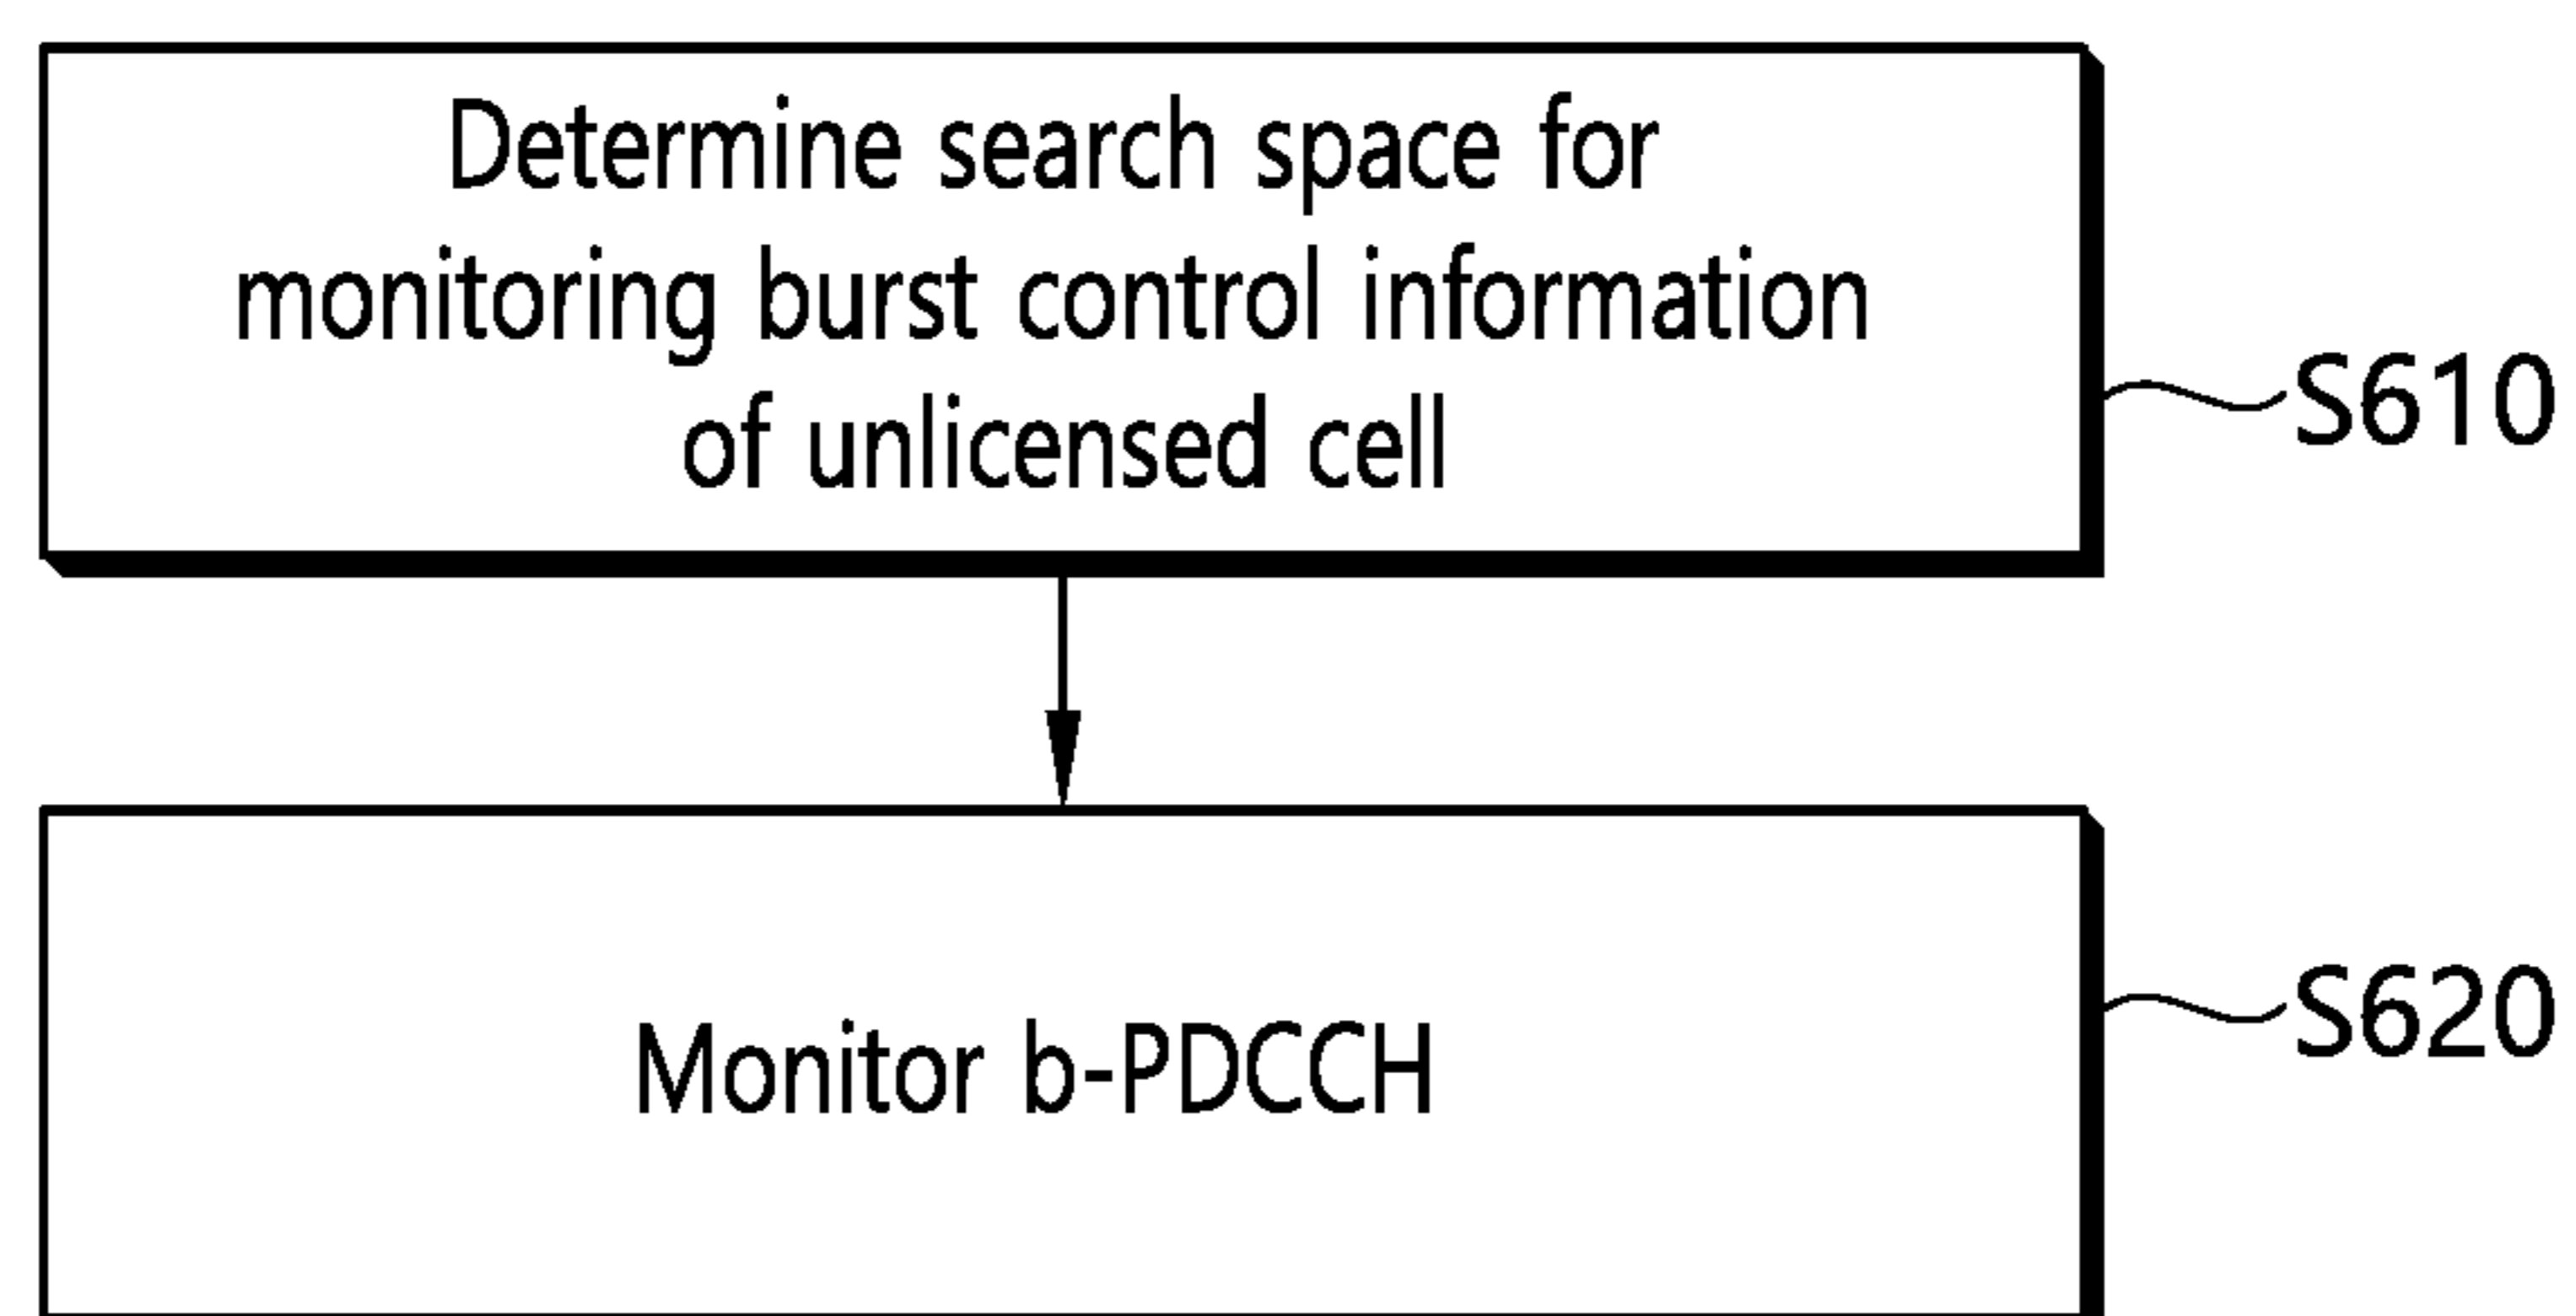 Determine search space for
monitoring burst control information
of unlicensed cell
S610
Monitor b-PDCCH
S620